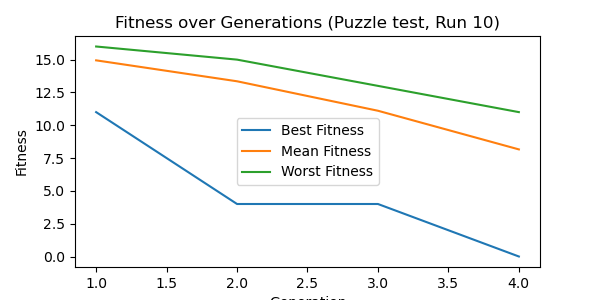 Fitness over Generations (Puzzle test, Run 10)
Fitness
15.0
12.5
10.0
7.5
5.0
2.5
0.0
Best Fitness
Mean Fitness
Worst Fitness
1.0 1.5 2.0 2.5 3.0 3.5 4.0
Generation